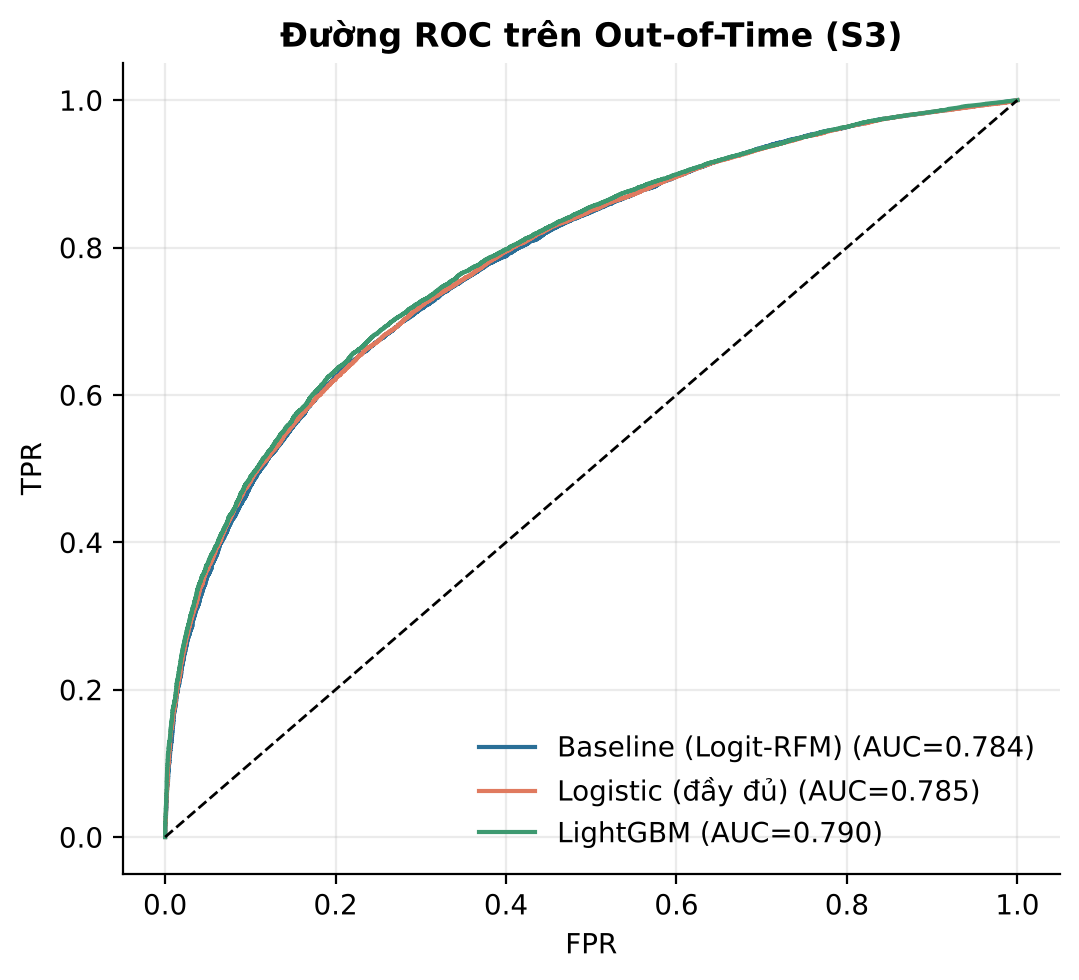 Đường ROC trên Out-of-Time (S3)
1.0
0.8
0.6
0.4
0.2
0.0
TPR
Baseline (Logit-RFM) (AUC=0.784)
Logistic (đầy đủ) (AUC=0.785)
LightGBM (AUC=0.790)
0.0 0.2 0.4 0.6 0.8 1.0
FPR